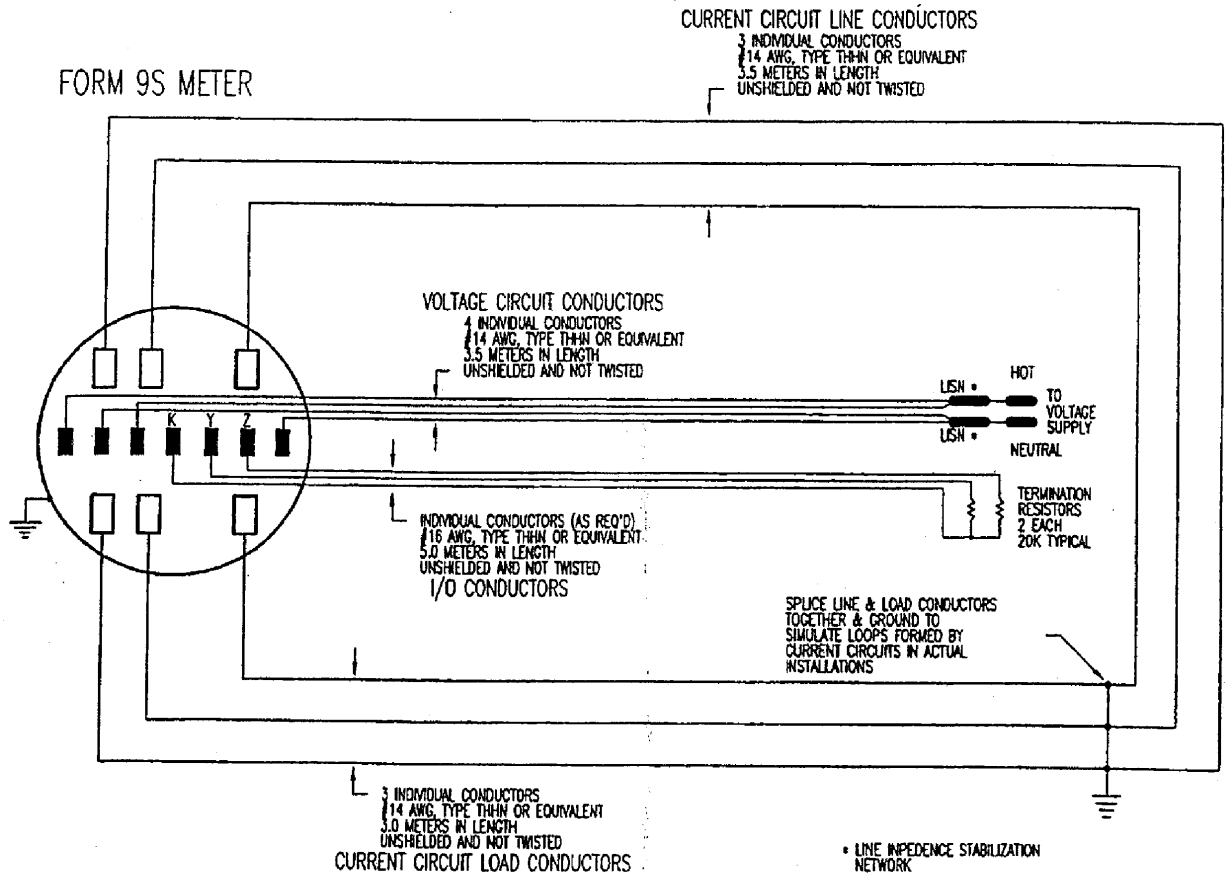 CURRENT CIRCUIT LINE CONDUCTORS
3 INDIVIDUAL CONDUCTORS
#14 AWG, TYPE THHN OR EQUIVALENT
3.5 METERS IN LENGTH
UNSHIELDED AND NOT TWISTED
FORM 9S METER
VOLTAGE CIRCUIT CONDUCTORS
4 INDIVIDUAL CONDUCTORS
#14 AWG, TYPE THHN OR EQUIVALENT
3.5 METERS IN LENGTH
UNSHIELDED AND NOT TWISTED
LISN *
HOT
TO
VOLTAGE
SUPPLY
LISN *
NEUTRAL
K Y Z
TERMINATION
RESISTORS
2 EACH
20K TYPICAL
INDIVIDUAL CONDUCTORS (AS REQ'D)
#16 AWG, TYPE THHN OR EQUIVALENT
5.0 METERS IN LENGTH
UNSHIELDED AND NOT TWISTED
I/O CONDUCTORS
SPLICE LINE & LOAD CONDUCTORS
TOGETHER & GROUND TO
SIMULATE LOOPS FORMED BY
CURRENT CIRCUITS IN ACTUAL
INSTALLATIONS
3 INDIVIDUAL CONDUCTORS
#14 AWG, TYPE THHN OR EQUIVALENT
3.0 METERS IN LENGTH
UNSHIELDED AND NOT TWISTED
CURRENT CIRCUIT LOAD CONDUCTORS
* LINE INPEDENCE STABILIZATION
NETWORK